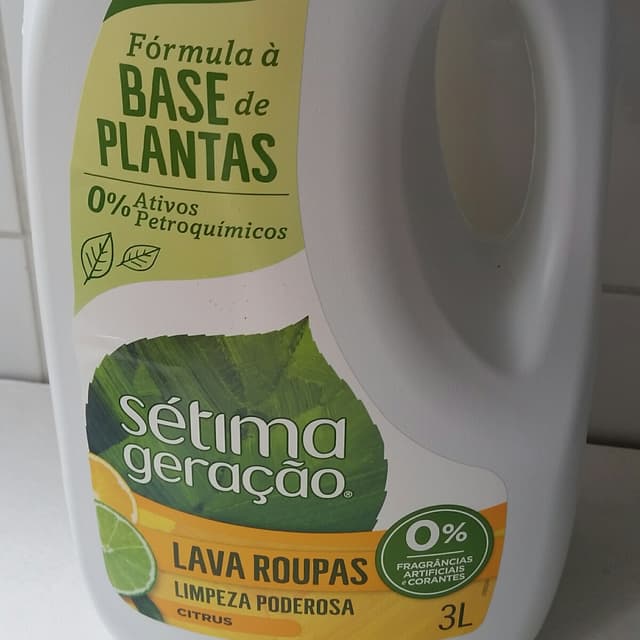 Fórmula à
BASE de
PLANTAS
0% Ativos
Petroquímicos
sétima
geração®
LAVA ROUPAS
LIMPEZA PODEROSA
CITRUS
0%
FRAGRÂNCIAS
ARTIFICIAIS
E CORANTES
3L